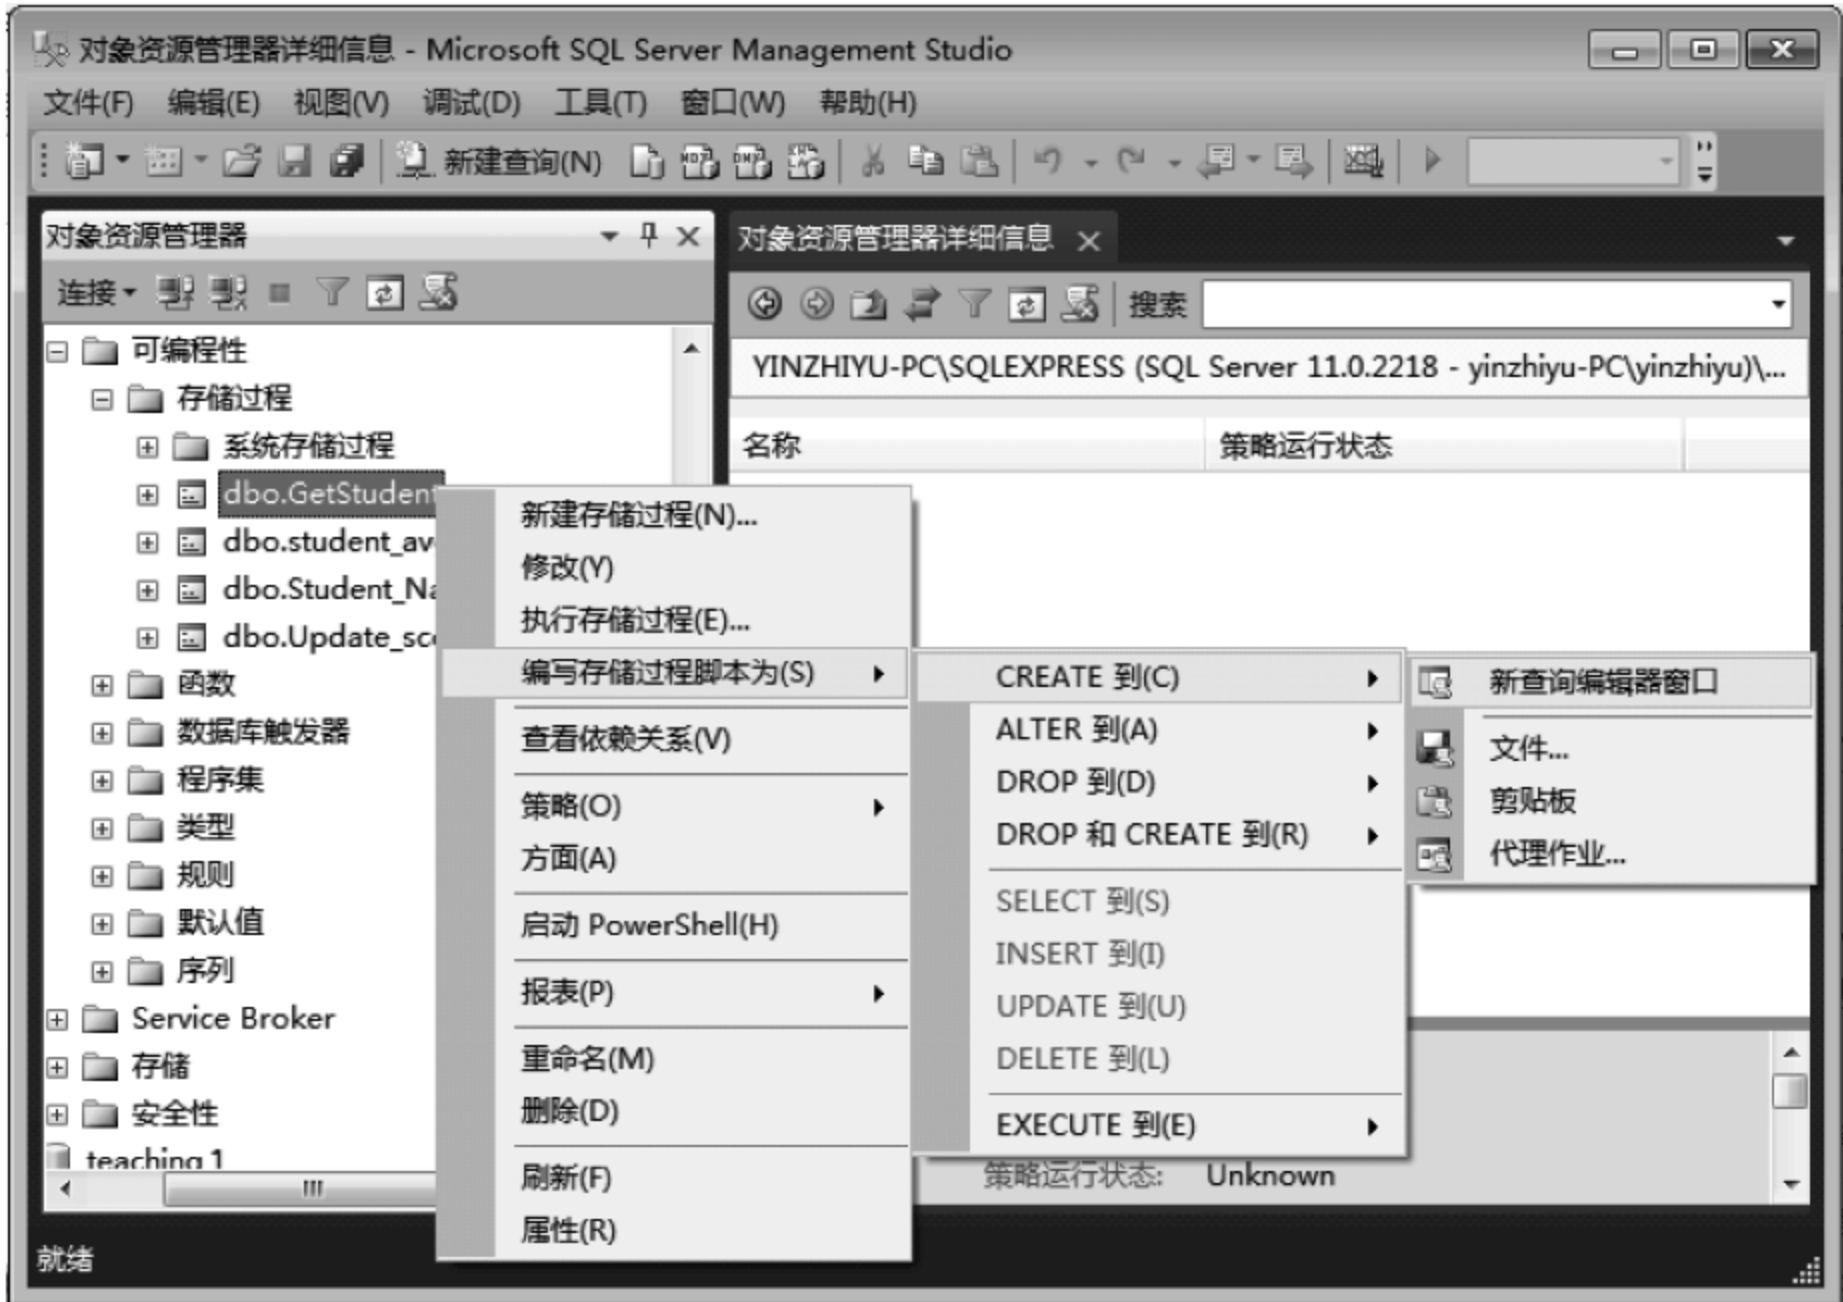 对象资源管理器详细信息 - Microsoft SQL Server Management Studio
文件(F) 编辑(E) 视图(V) 调试(D) 工具(T) 窗口(W) 帮助(H)
新建查询(N)
对象资源管理器
连接
可编程性
存储过程
系统存储过程
dbo.GetStudent
dbo.student_av
dbo.Student_Na
dbo.Update_sc
函数
数据库触发器
程序集
类型
规则
默认值
序列
Service Broker
存储
安全性
teaching1
对象资源管理器详细信息
搜索
YINZHIYU-PC\SQLEXPRESS (SQL Server 11.0.2218 - yinzhiyu-PC\yinzhiyu)\...
名称 策略运行状态
新建存储过程(N)...
修改(Y)
执行存储过程(E)...
编写存储过程脚本为(S)
查看依赖关系(V)
策略(O)
方面(A)
启动 PowerShell(H)
报表(P)
重命名(M)
删除(D)
刷新(F)
属性(R)
CREATE 到(C)
ALTER 到(A)
DROP 到(D)
DROP 和 CREATE 到(R)
SELECT 到(S)
INSERT 到(I)
UPDATE 到(U)
DELETE 到(L)
EXECUTE 到(E)
新查询编辑器窗口
文件...
剪贴板
代理作业...
策略运行状态: Unknown
就绪